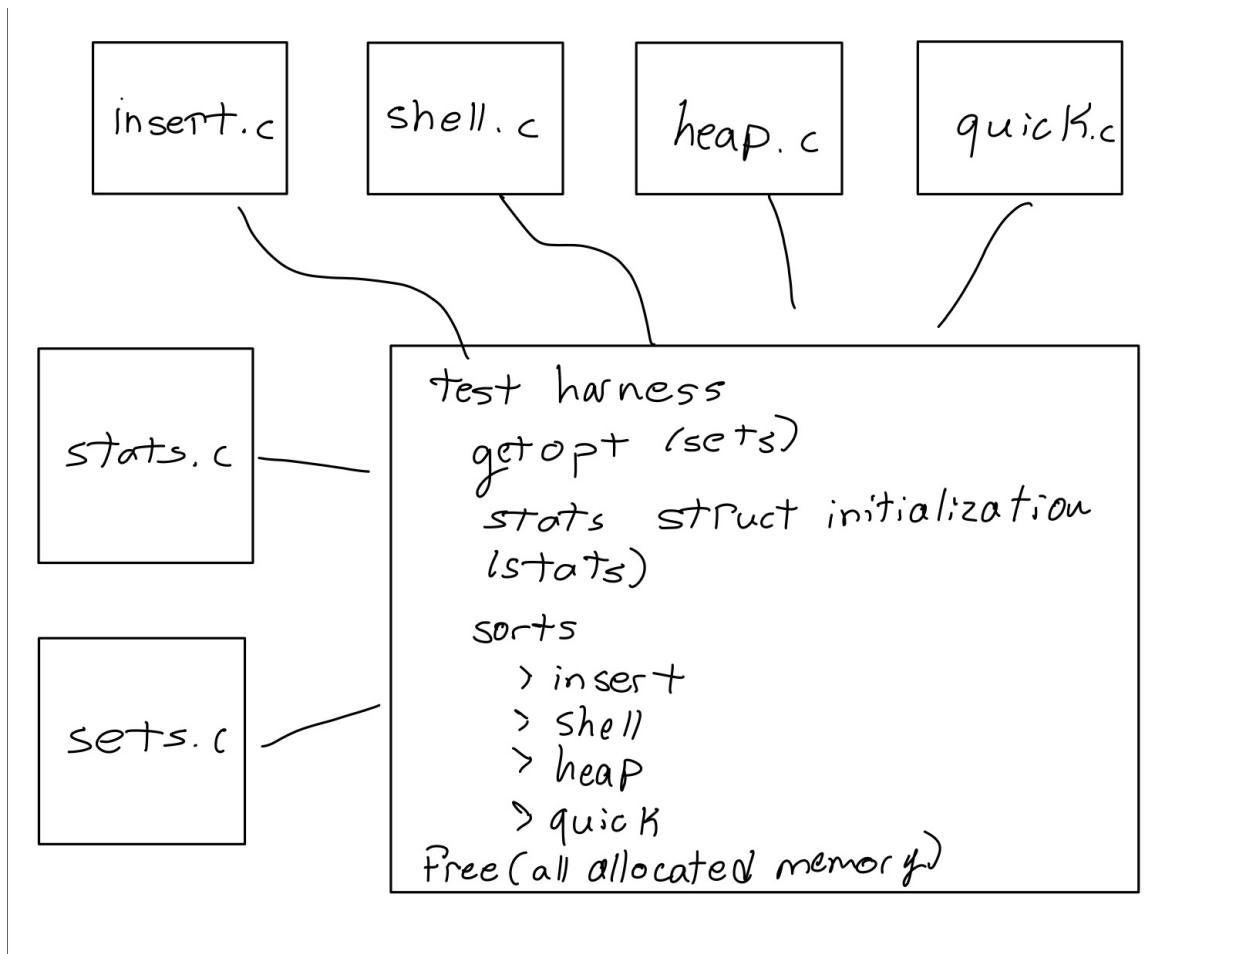 insert.c
shell.c
heap.c
quick.c
stats.c
sets.c
test harness
getopt (sets)
stats struct initialization
(stats)
sorts
> insert
> shell
> heap
> quick
Free(all allocated memory)